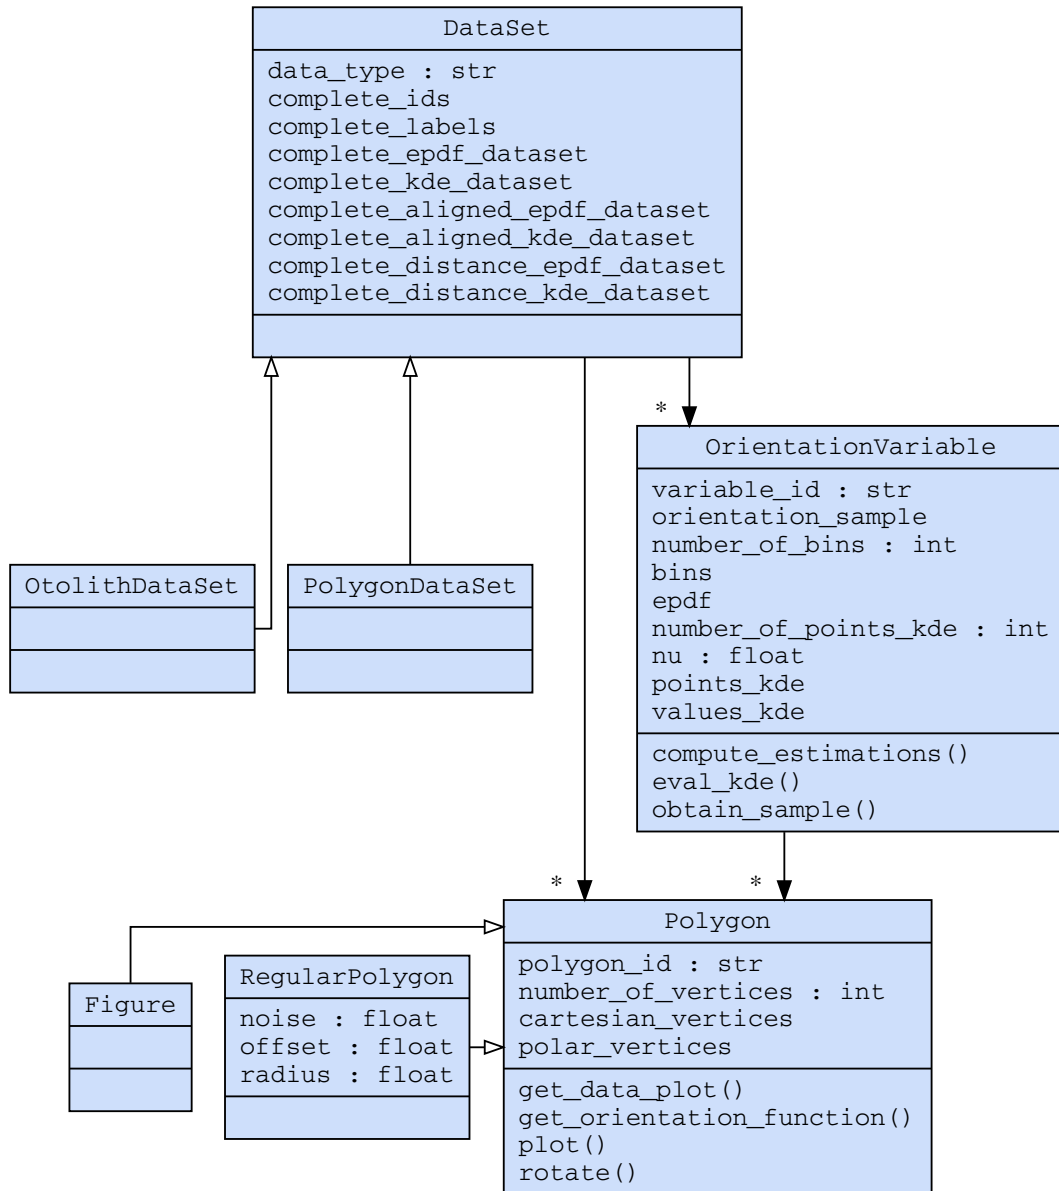 DataSet
data_type : str
complete_ids
complete_labels
complete_epdf_dataset
complete_kde_dataset
complete_aligned_epdf_dataset
complete_aligned_kde_dataset
complete_distance_epdf_dataset
complete_distance_kde_dataset
*
OrientationVariable
variable_id : str
orientation_sample
number_of_bins : int
bins
epdf
number_of_points_kde : int
nu : float
points_kde
values_kde
compute_estimations()
eval_kde()
obtain_sample()
OtolithDataSet
PolygonDataSet
*
*
Polygon
polygon_id : str
number_of_vertices : int
cartesian_vertices
polar_vertices
get_data_plot()
get_orientation_function()
plot()
rotate()
RegularPolygon
noise : float
offset : float
radius : float
Figure